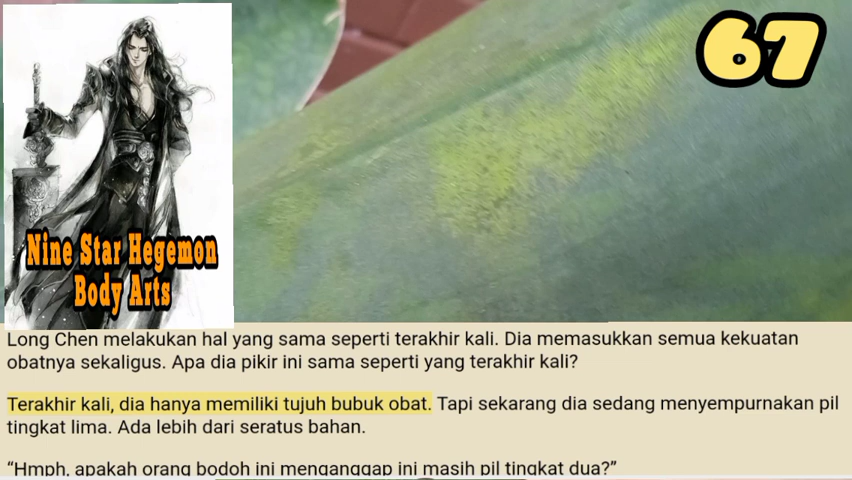 67
Nine Star Hegemon
Body Arts
Long Chen melakukan hal yang sama seperti terakhir kali. Dia memasukkan semua kekuatan
obatnya sekaligus. Apa dia pikir ini sama seperti yang terakhir kali?
Terakhir kali, dia hanya memiliki tujuh bubuk obat. Tapi sekarang dia sedang menyempurnakan pil
tingkat lima. Ada lebih dari seratus bahan.
“Hmph, apakah orang bodoh ini menganggap ini masih pil tingkat dua?”